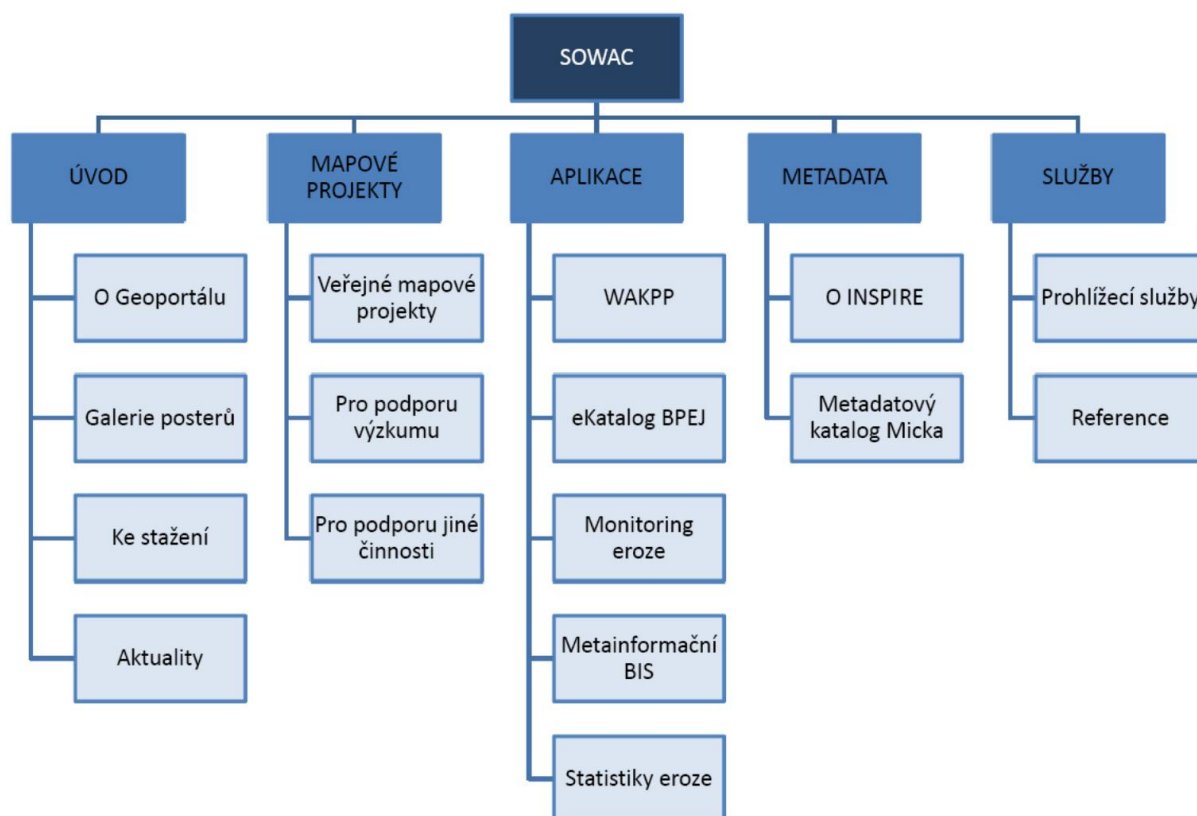 SOWAC
ÚVOD
O Geoportálu
Galerie posterů
Ke stažení
Aktuality
MAPOVÉ
PROJEKTY
Veřejné mapové
projekty
Pro podporu
výzkumu
Pro podporu jiné
činnosti
APLIKACE
WAKPP
eKatalog BPEJ
Monitoring
eroze
Metainformační
BIS
Statistiky eroze
METADATA
O INSPIRE
Metadatový
katalog Micka
SLUŽBY
Prohlížecí služby
Reference